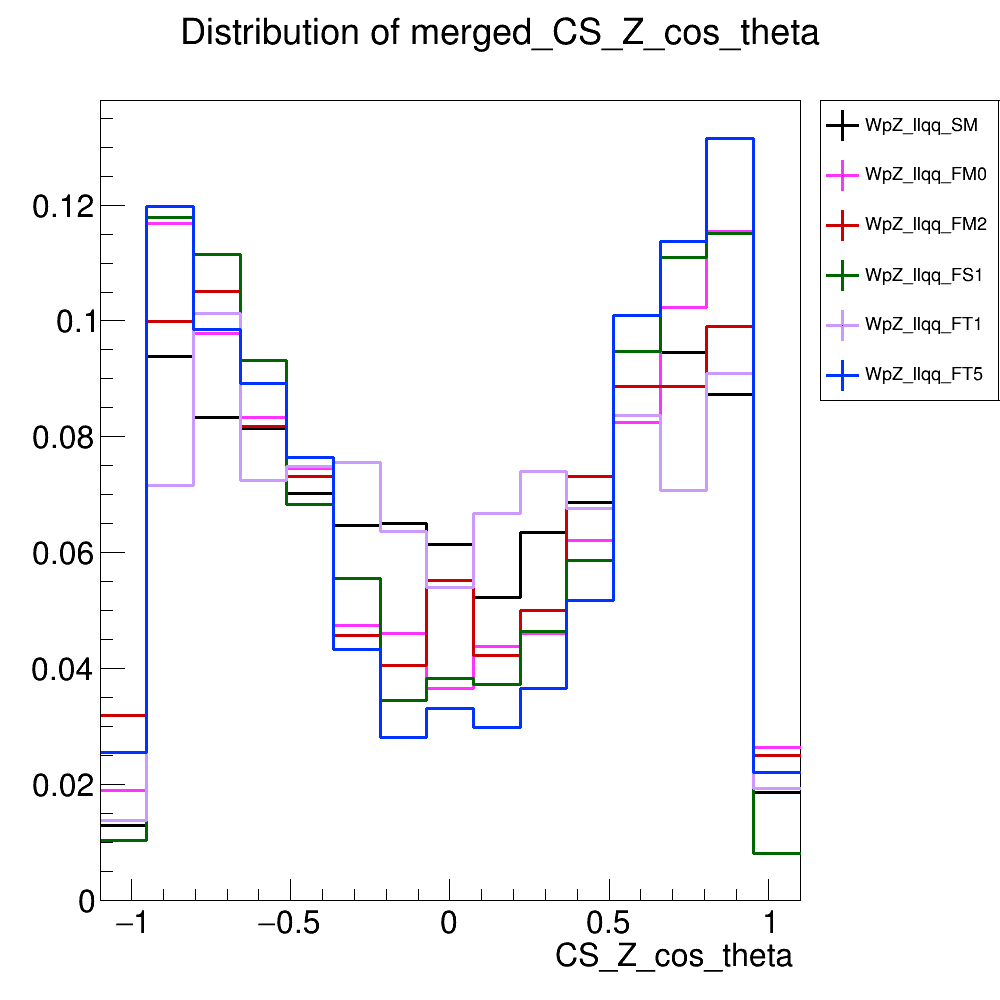 Distribution of merged_CS_Z_cos_theta
WpZ_llqq_SM
WpZ_llqq_FM0
WpZ_llqq_FM2
WpZ_llqq_FS1
WpZ_llqq_FT1
WpZ_llqq_FT5
0.12
0.1
0.08
0.06
0.04
0.02
0
−1 −0.5 0 0.5 1
CS_Z_cos_theta